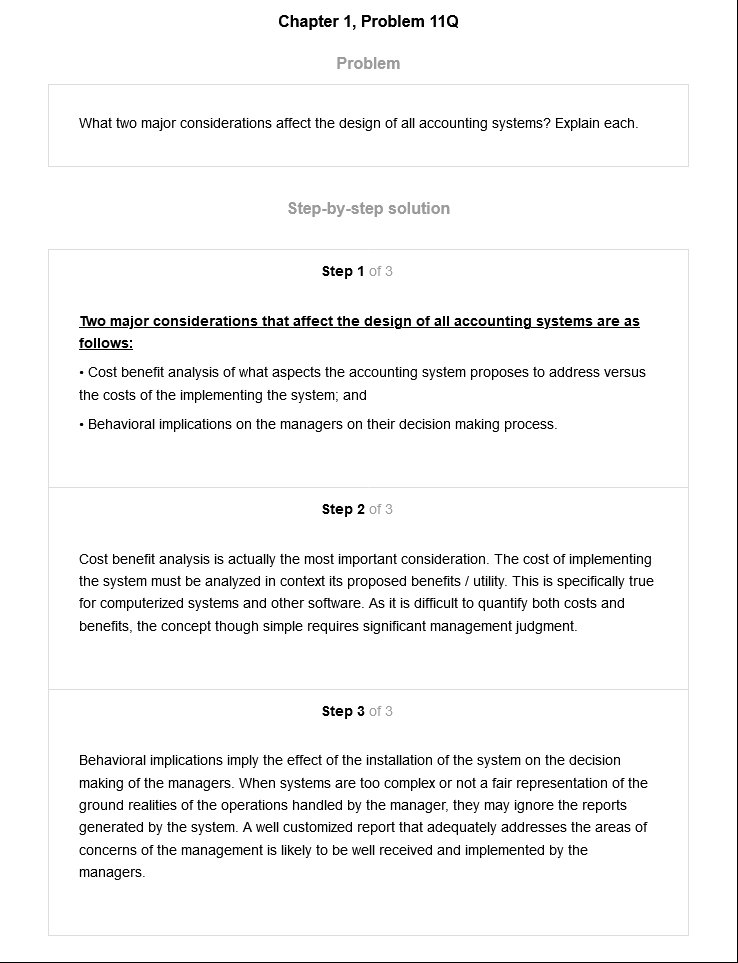 Chapter 1, Problem 11Q
Problem
What two major considerations affect the design of all accounting systems? Explain each.
Step-by-step solution
Step 1 of 3
Two major considerations that affect the design of all accounting systems are as
follows:
• Cost benefit analysis of what aspects the accounting system proposes to address versus
the costs of the implementing the system; and
• Behavioral implications on the managers on their decision making process.
Step 2 of 3
Cost benefit analysis is actually the most important consideration. The cost of implementing
the system must be analyzed in context its proposed benefits / utility. This is specifically true
for computerized systems and other software. As it is difficult to quantify both costs and
benefits, the concept though simple requires significant management judgment.
Step 3 of 3
Behavioral implications imply the effect of the installation of the system on the decision
making of the managers. When systems are too complex or not a fair representation of the
ground realities of the operations handled by the manager, they may ignore the reports
generated by the system. A well customized report that adequately addresses the areas of
concerns of the management is likely to be well received and implemented by the
managers.